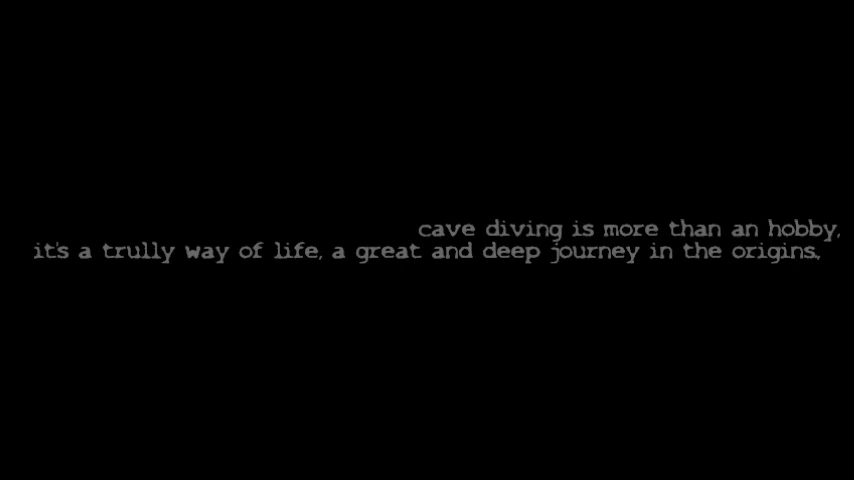 cave diving is more than an hobby,
it's a trully way of life, a great and deep journey in the origins.,